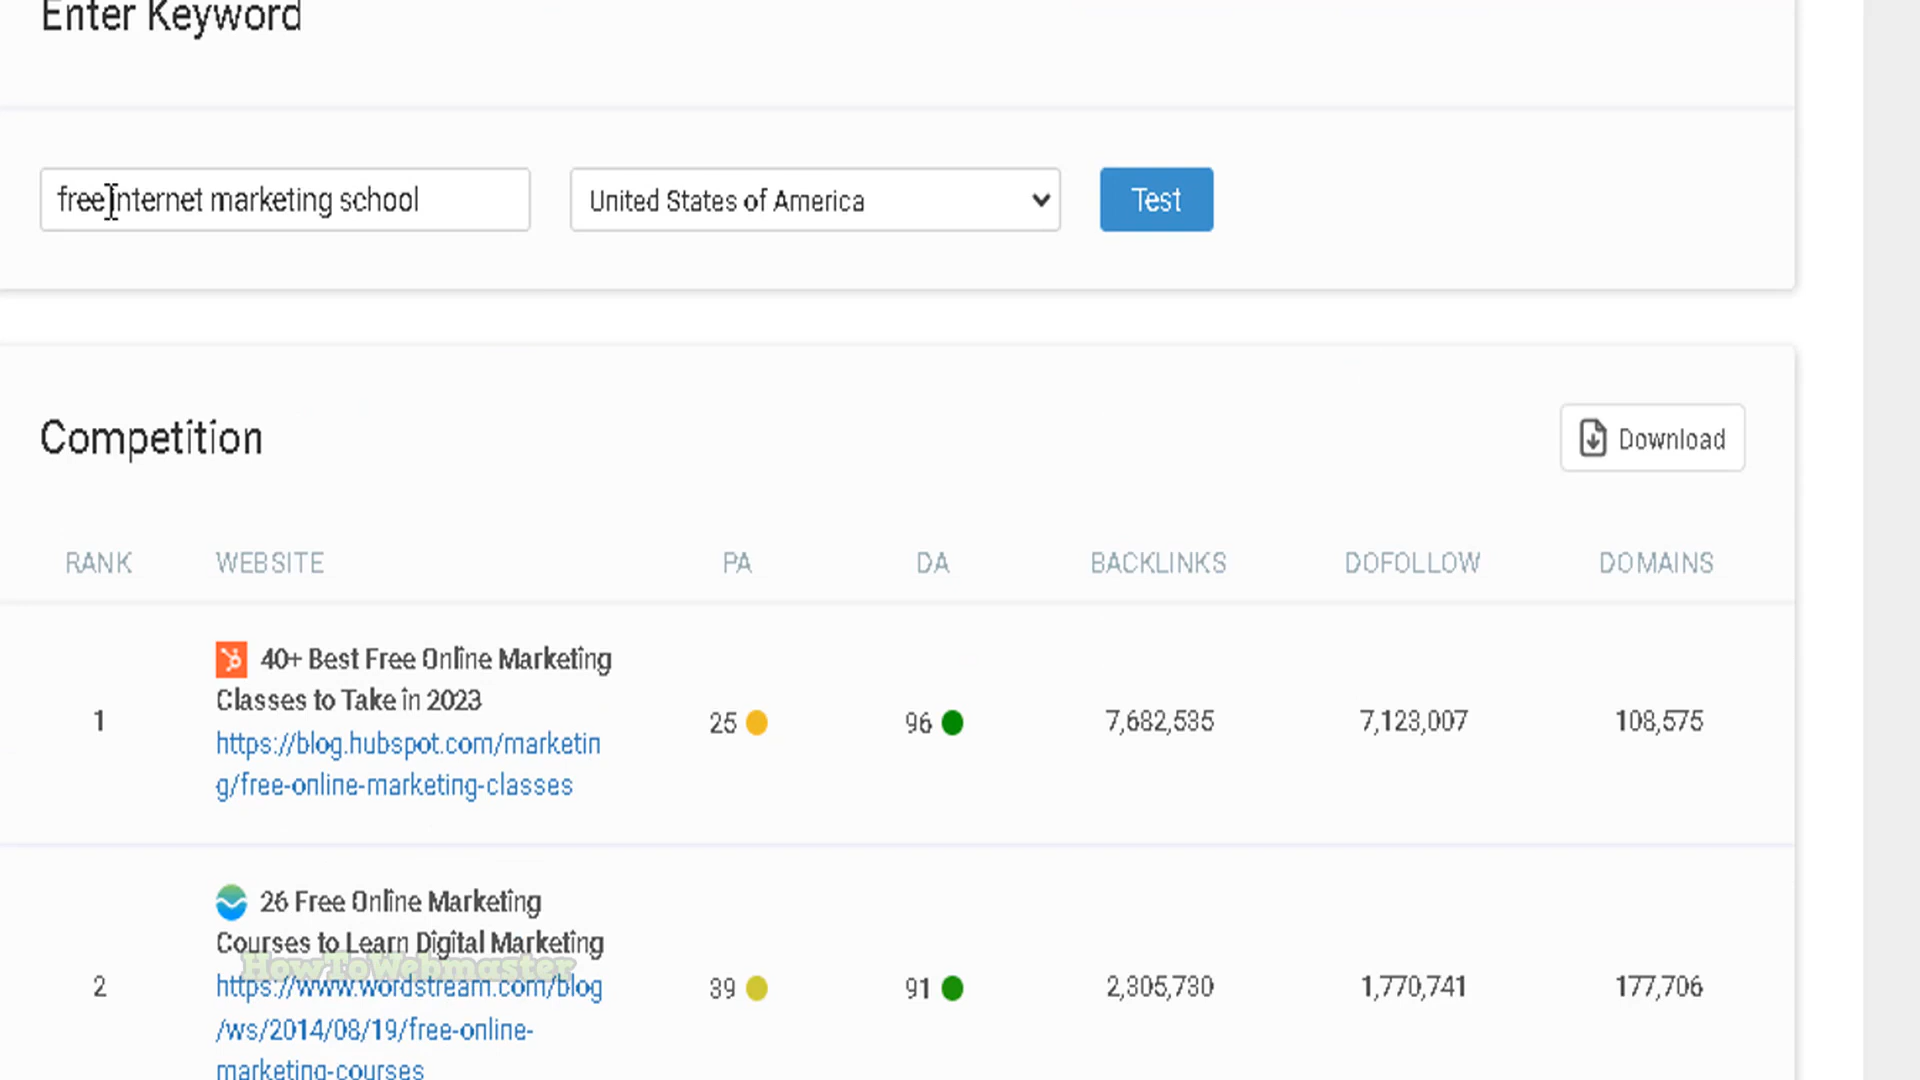 Enter Keyword
free internet marketing school
United States of America
Test
Competition
Download
RANK WEBSITE PA DA BACKLINKS DOFOLLOW DOMAINS
40+ Best Free Online Marketing
Classes to Take in 2023
https://blog.hubspot.com/marketin
g/free-online-marketing-classes
1 25 96 7,682,535 7,123,007 108,575
26 Free Online Marketing
Courses to Learn Digital Marketing
HowToWebmaster
https://www.wordstream.com/blog
/ws/2014/08/19/free-online-
marketing-courses
2 39 91 2,305,730 1,770,741 177,706